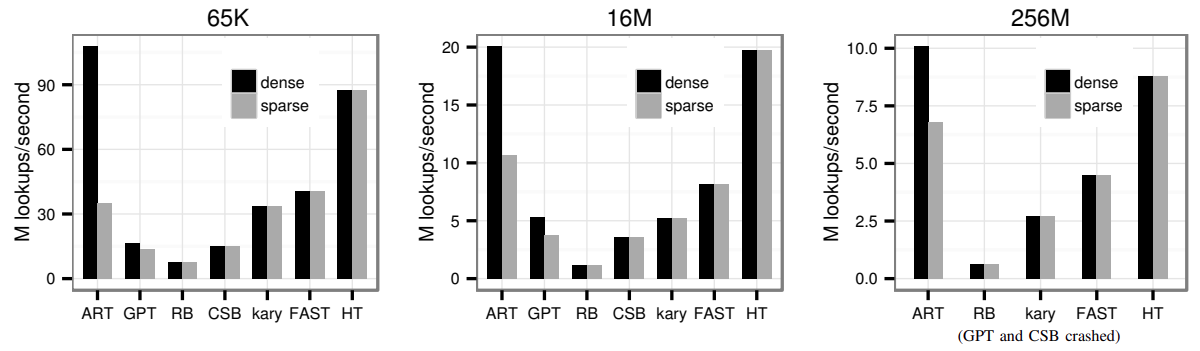 65K
M lookups/second
90
60
30
0
dense
sparse
ART GPT RB CSB kary FAST HT
16M
M lookups/second
20
15
10
5
0
dense
sparse
ART GPT RB CSB kary FAST HT
256M
M lookups/second
10.0
7.5
5.0
2.5
0.0
dense
sparse
ART RB kary FAST HT
(GPT and CSB crashed)